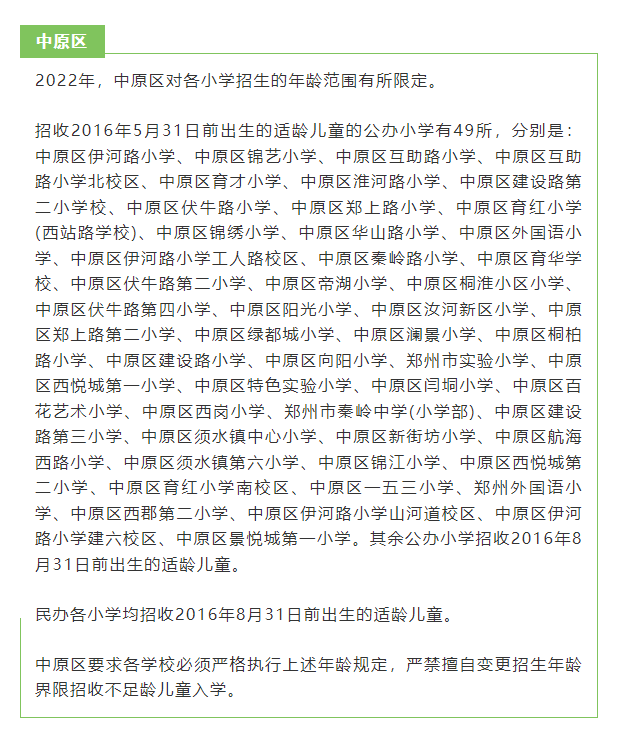 中原区
2022年，中原区对各小学招生的年龄范围有所限定。
招收2016年5月31日前出生的适龄儿童的公办小学有49所，分别是：
中原区伊河路小学、中原区锦艺小学、中原区互助路小学、中原区互助
路小学北校区、中原区育才小学、中原区淮河路小学、中原区建设路第
二小学校、中原区伏牛路小学、中原区郑上路小学、中原区育红小学
(西站路学校)、中原区锦绣小学、中原区华山路小学、中原区外国语小
学、中原区伊河路小学工人路校区、中原区秦岭路小学、中原区育华学
校、中原区伏牛路第二小学、中原区帝湖小学、中原区桐淮小区小学、
中原区伏牛路第四小学、中原区阳光小学、中原区汝河新区小学、中原
区郑上路第二小学、中原区绿都城小学、中原区澜景小学、中原区桐柏
路小学、中原区建设路小学、中原区向阳小学、郑州市实验小学、中原
区西悦城第一小学、中原区特色实验小学、中原区闫垌小学、中原区百
花艺术小学、中原区西岗小学、郑州市秦岭中学(小学部)、中原区建设
路第三小学、中原区须水镇中心小学、中原区新街坊小学、中原区航海
西路小学、中原区须水镇第六小学、中原区锦江小学、中原区西悦城第
二小学、中原区育红小学南校区、中原区一五三小学、郑州外国语小
学、中原区西郡第二小学、中原区伊河路小学山河道校区、中原区伊河
路小学建六校区、中原区景悦城第一小学。其余公办小学招收2016年8
月31日前出生的适龄儿童。
民办各小学均招收2016年8月31日前出生的适龄儿童。
中原区要求各学校必须严格执行上述年龄规定，严禁擅自变更招生年龄
界限招收不足龄儿童入学。